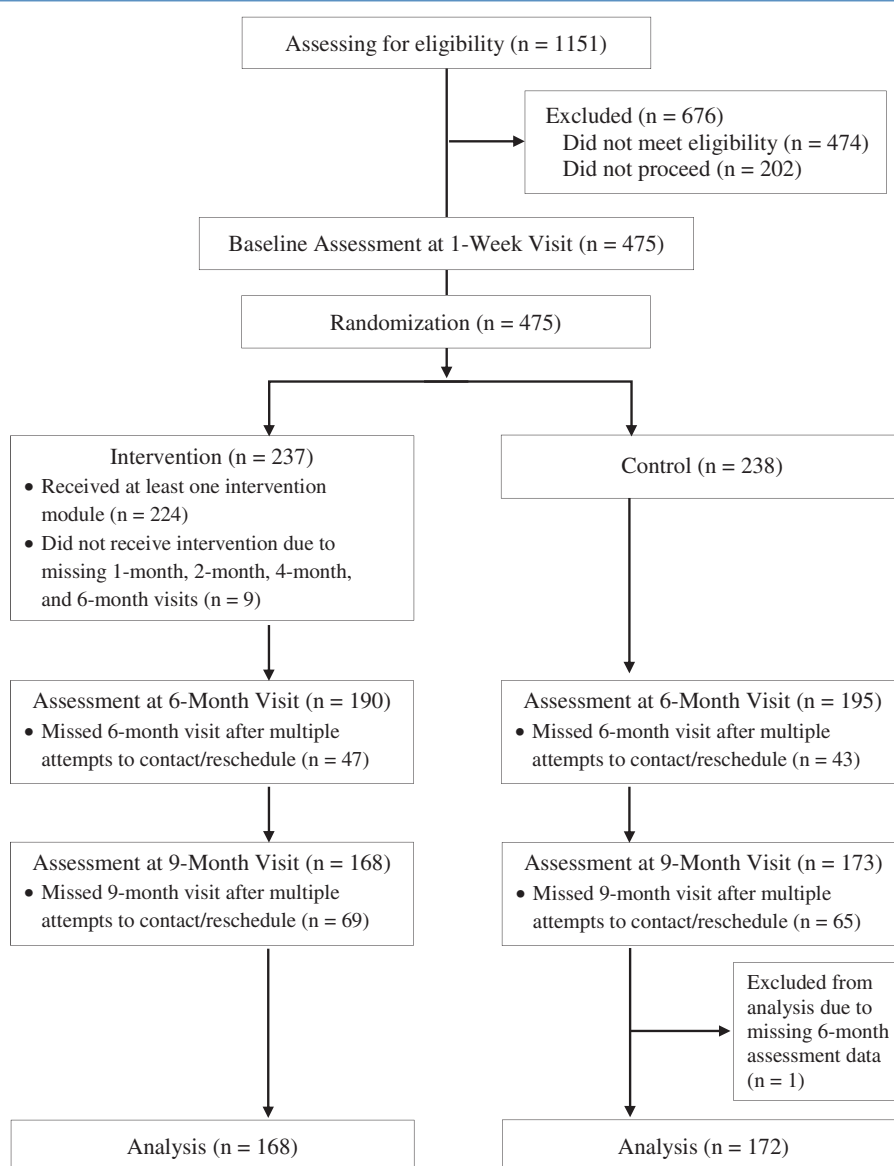 Assessing for eligibility (n = 1151)
Excluded (n = 676)
Did not meet eligibility (n = 474)
Did not proceed (n = 202)
Baseline Assessment at 1-Week Visit (n = 475)
Randomization (n = 475)
Intervention (n = 237)
• Received at least one intervention
module (n = 224)
• Did not receive intervention due to
missing 1-month, 2-month, 4-month,
and 6-month visits (n = 9)
Control (n = 238)
Assessment at 6-Month Visit (n = 190)
• Missed 6-month visit after multiple
attempts to contact/reschedule (n = 47)
Assessment at 6-Month Visit (n = 195)
• Missed 6-month visit after multiple
attempts to contact/reschedule (n = 43)
Assessment at 9-Month Visit (n = 168)
• Missed 9-month visit after multiple
attempts to contact/reschedule (n = 69)
Assessment at 9-Month Visit (n = 173)
• Missed 9-month visit after multiple
attempts to contact/reschedule (n = 65)
Excluded from
analysis due to
missing 6-month
assessment data
(n = 1)
Analysis (n = 168)
Analysis (n = 172)